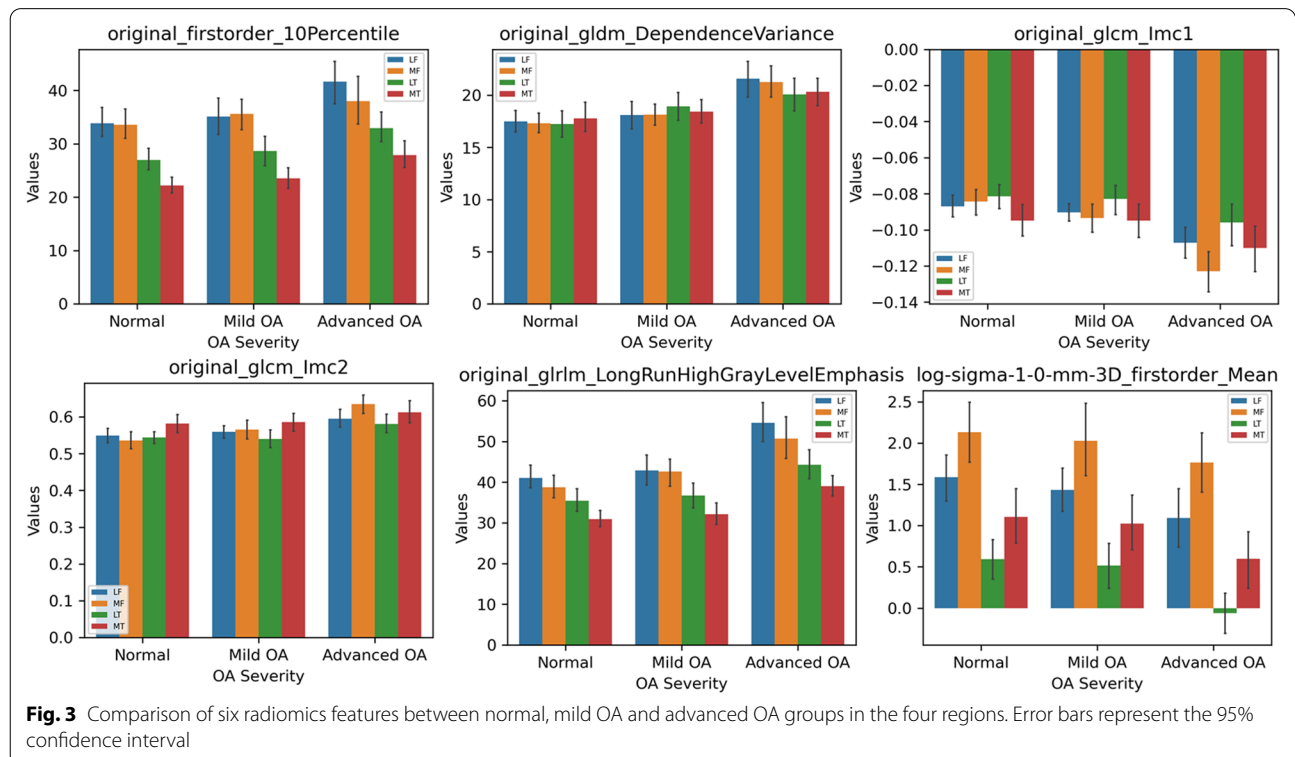 original_firstorder_10Percentile
LF
MF
LT
MT
40
30
20
10
0
Values
Normal
Mild OA
Advanced OA
OA Severity
original_gldm_DependenceVariance
LF
MF
LT
MT
20
15
10
5
0
Values
Normal
Mild OA
Advanced OA
OA Severity
original_glcm_Imc1
0.00
−0.02
−0.04
−0.06
−0.08
−0.10
−0.12
−0.14
Values
LF
MF
LT
MT
Normal
Mild OA
Advanced OA
OA Severity
original_glcm_Imc2
0.6
0.5
0.4
0.3
0.2
0.1
0.0
Values
LF
MF
LT
MT
Normal
Mild OA
Advanced OA
OA Severity
original_glrlm_LongRunHighGrayLevelEmphasis
LF
MF
LT
MT
60
50
40
30
20
10
0
Values
Normal
Mild OA
Advanced OA
OA Severity
log-sigma-1-0-mm-3D_firstorder_Mean
LF
MF
LT
MT
2.5
2.0
1.5
1.0
0.5
0.0
Values
Normal
Mild OA
Advanced OA
OA Severity
Fig. 3 Comparison of six radiomics features between normal, mild OA and advanced OA groups in the four regions. Error bars represent the 95%
confidence interval